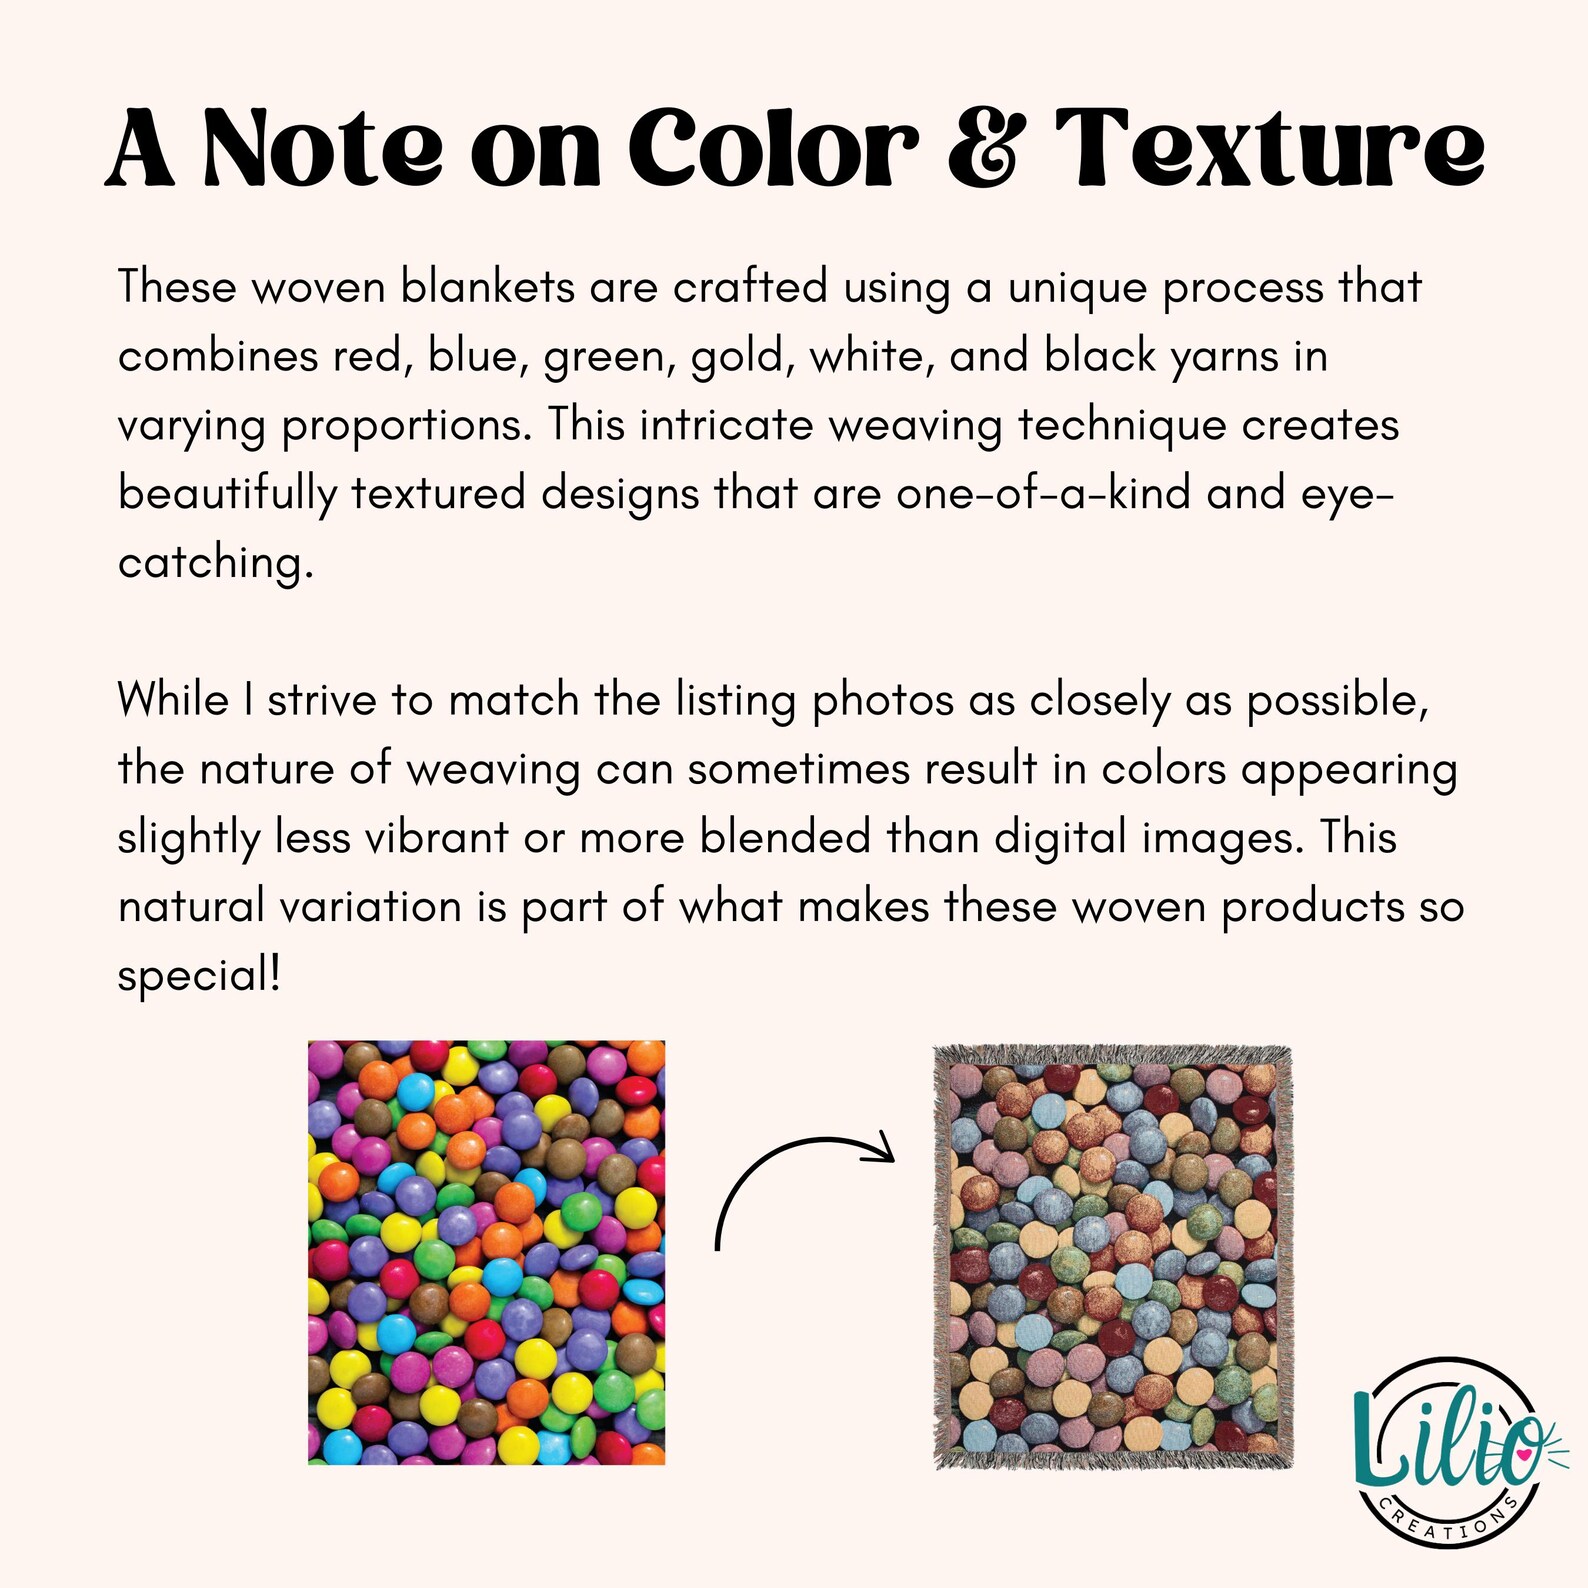 A Note on Color & Texture
These woven blankets are crafted using a unique process that
combines red, blue, green, gold, white, and black yarns in
varying proportions. This intricate weaving technique creates
beautifully textured designs that are one-of-a-kind and eye-
catching.
While I strive to match the listing photos as closely as possible,
the nature of weaving can sometimes result in colors appearing
slightly less vibrant or more blended than digital images. This
natural variation is part of what makes these woven products so
special!
Lilio
CREATIONS